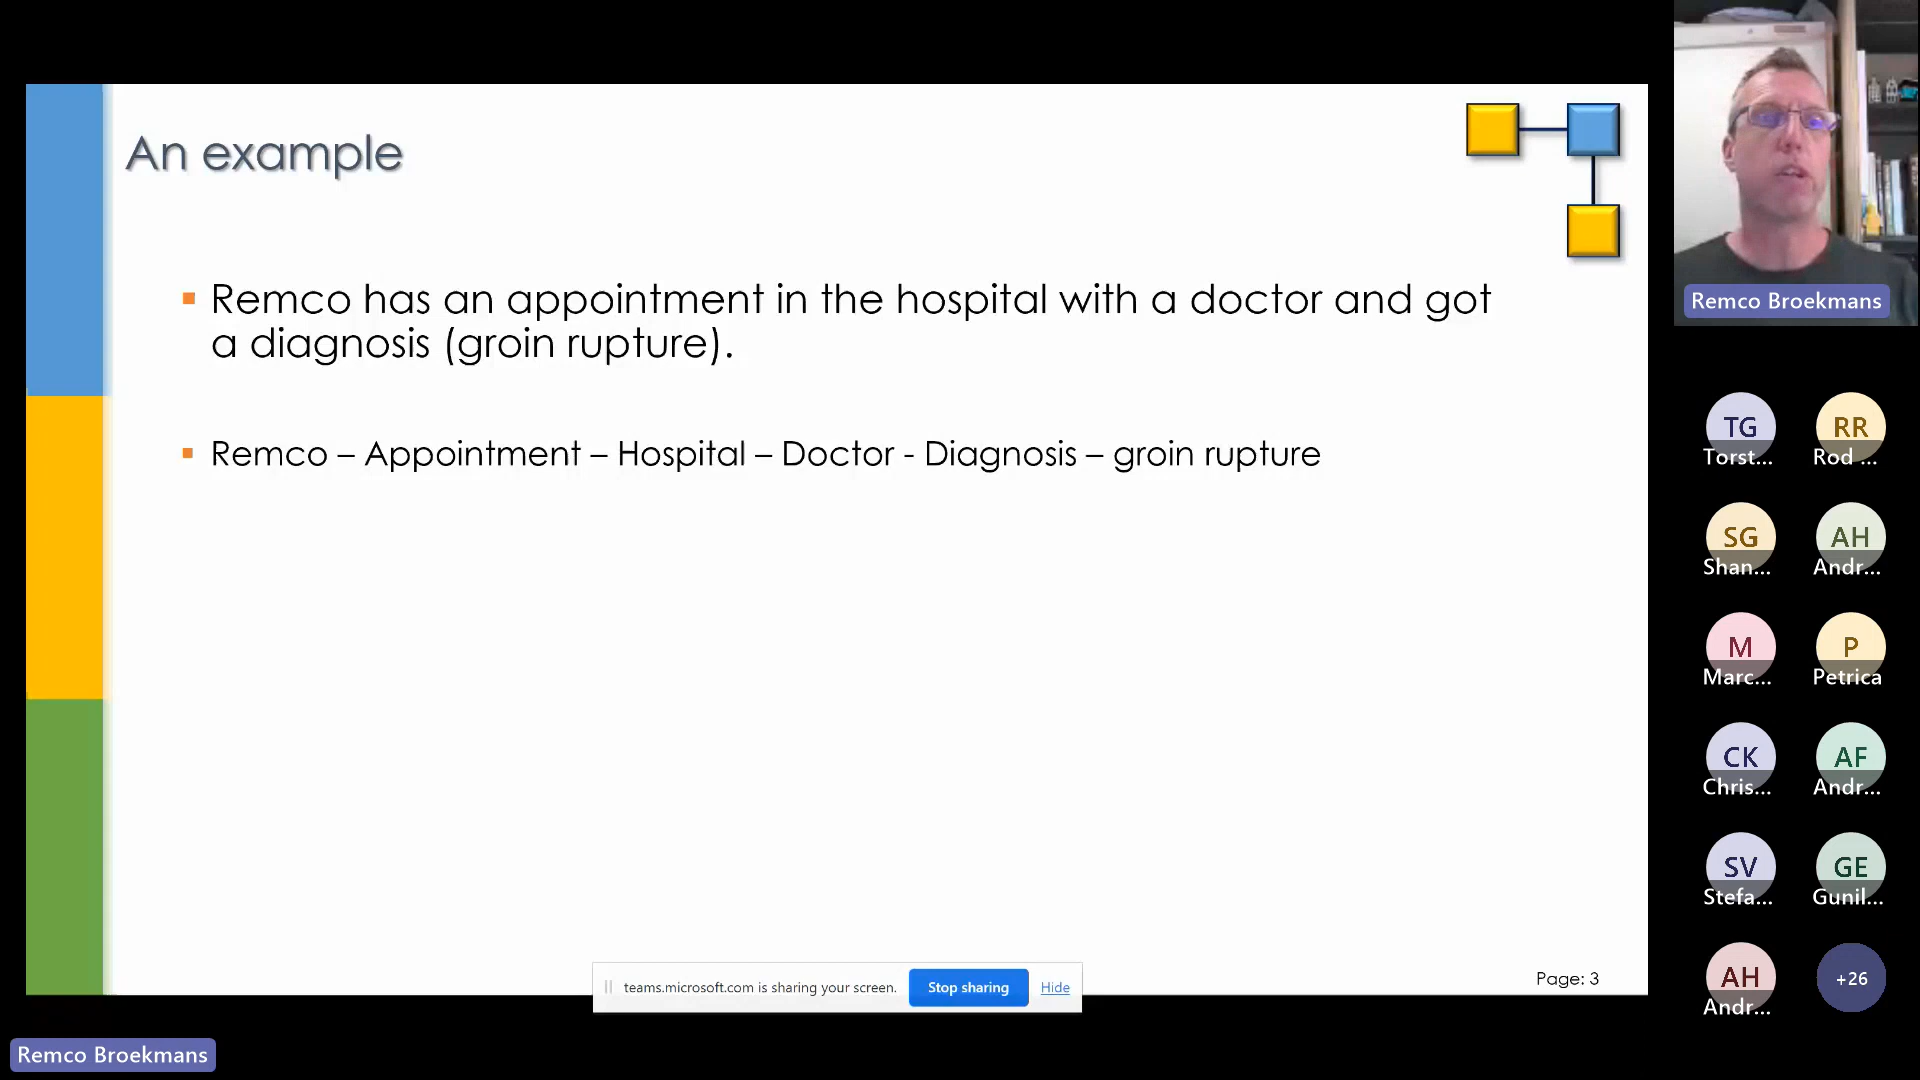 An example
Remco has an appointment in the hospital with a doctor and got
a diagnosis (groin rupture).
Remco – Appointment – Hospital – Doctor - Diagnosis – groin rupture
Page: 3
teams.microsoft.com is sharing your screen.
Stop sharing
Hide
Remco Broekmans
Remco Broekmans
TG
RR
Torst...
Rod ...
SG
AH
Shan...
Andr...
M
P
Marc...
Petrica
CK
AF
Chris...
Andr...
SV
GE
Stefa...
Gunil...
AH
+26
Andr...